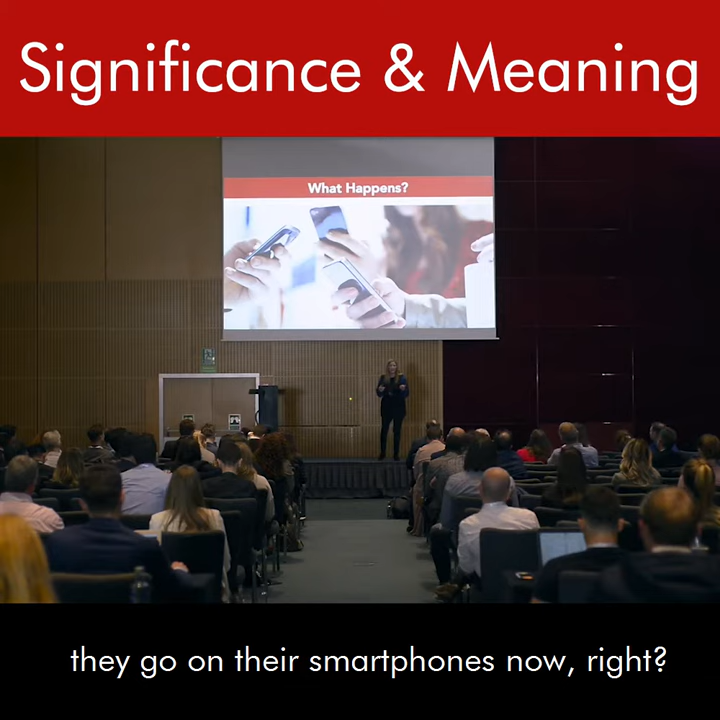 Significance & Meaning
What Happens?
they go on their smartphones now, right?